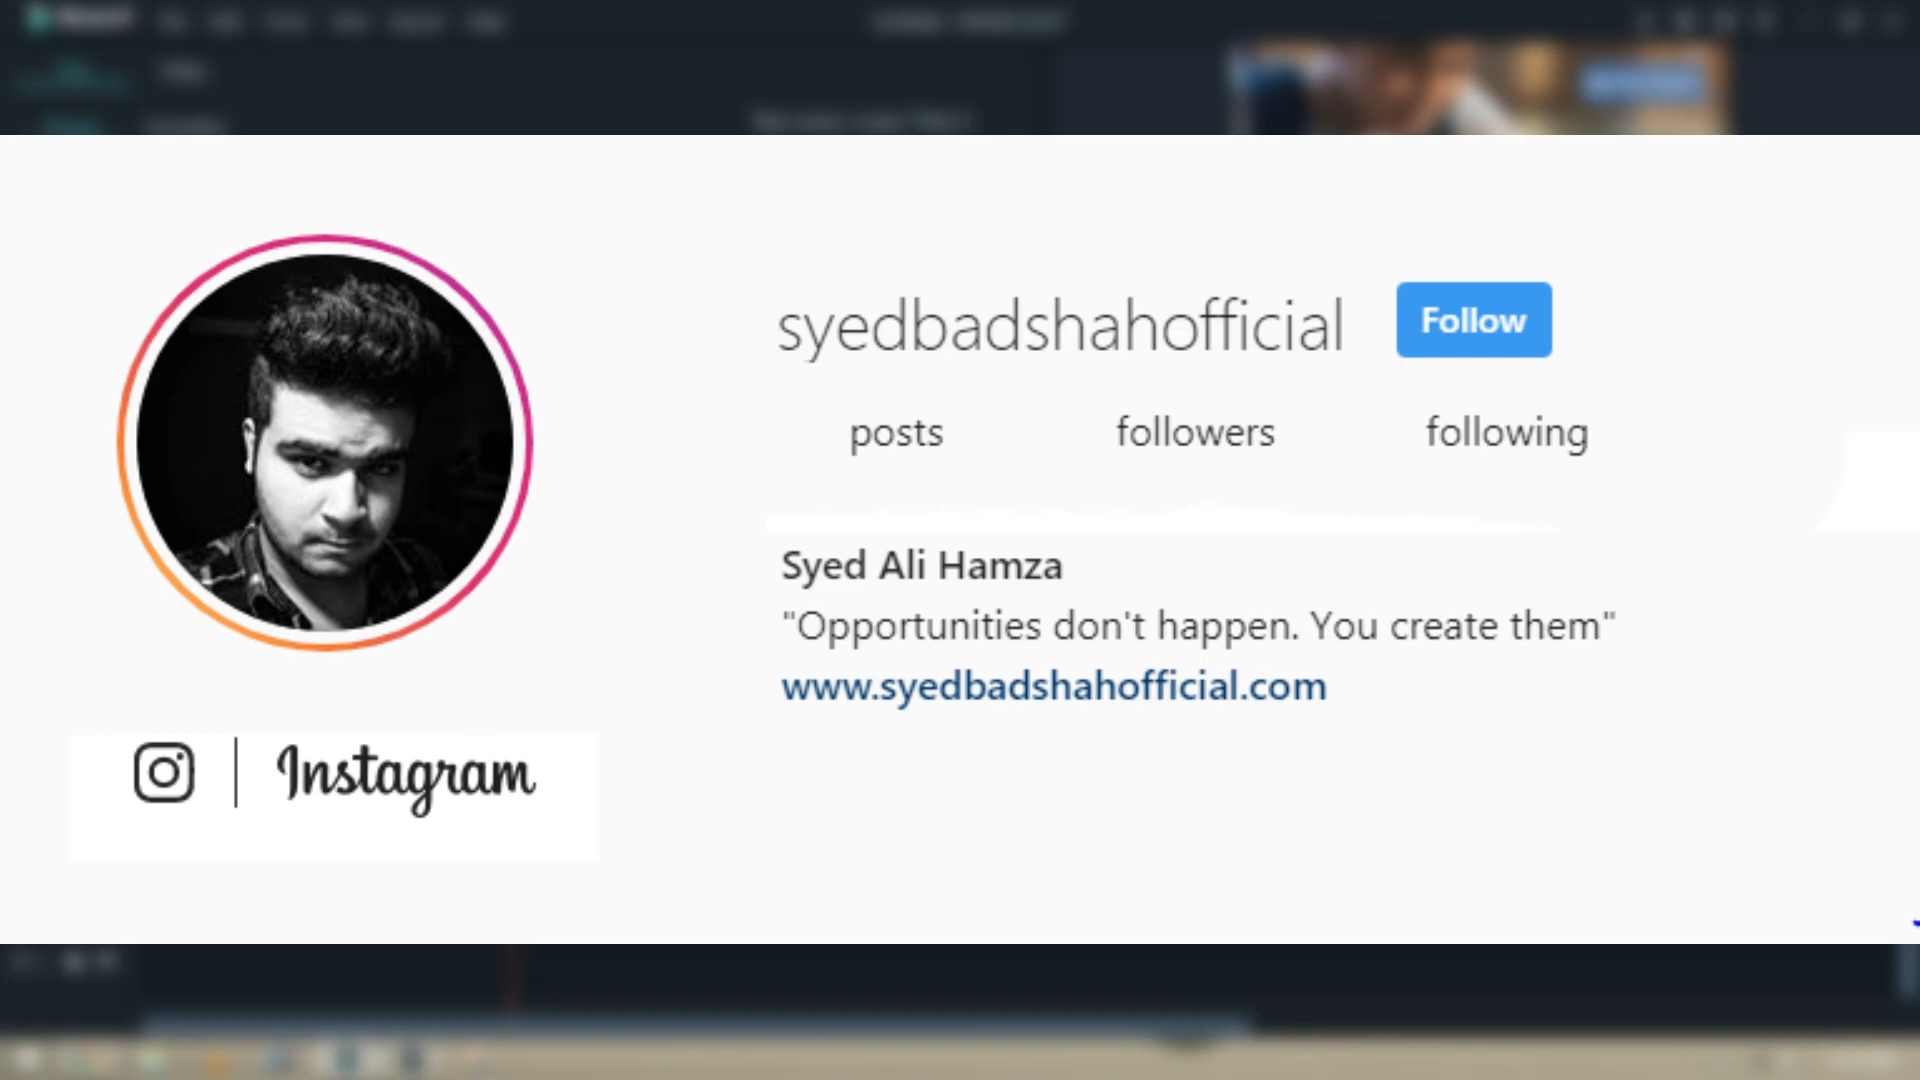 syedbadshahofficial Follow
posts followers following
Syed Ali Hamza
"Opportunities don't happen. You create them"
www.syedbadshahofficial.com
Instagram